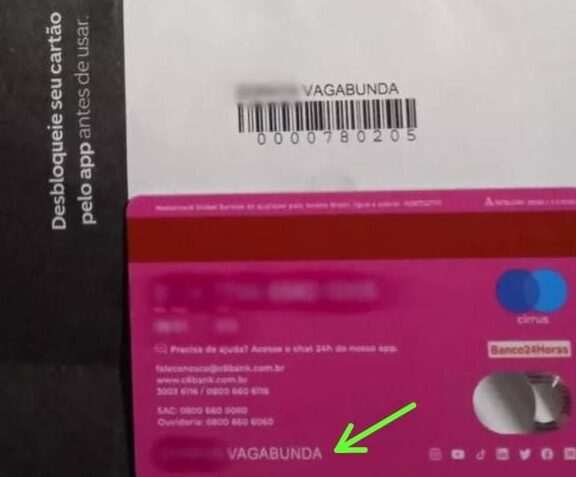 Desbloqueie seu cartão
pelo app antes de usar.
VAGABUNDA
0000780205
cirrus
Precisa de ajuda? Acesse o chat 24h do nosso app.
Banco24Horas
faleconosco@c6bank.com.br
www.c6bank.com.br
3003 6116 / 0800 660 6116
SAC: 0800 660 0060
Ouvidoria: 0800 660 6060
VAGABUNDA